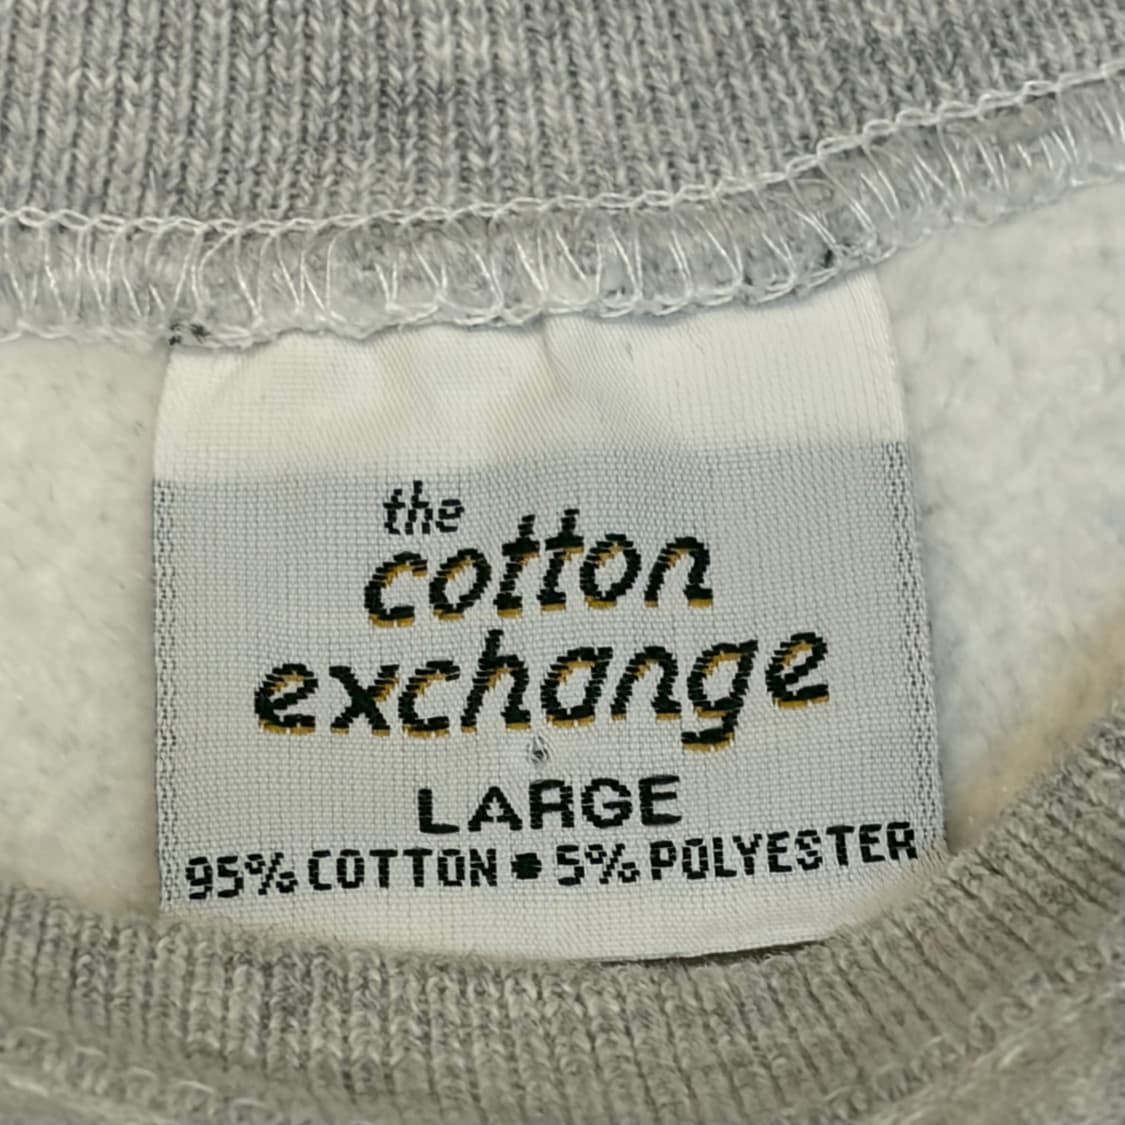 the
cotton
exchange
LARGE
95% COTTON • 5% POLYESTER